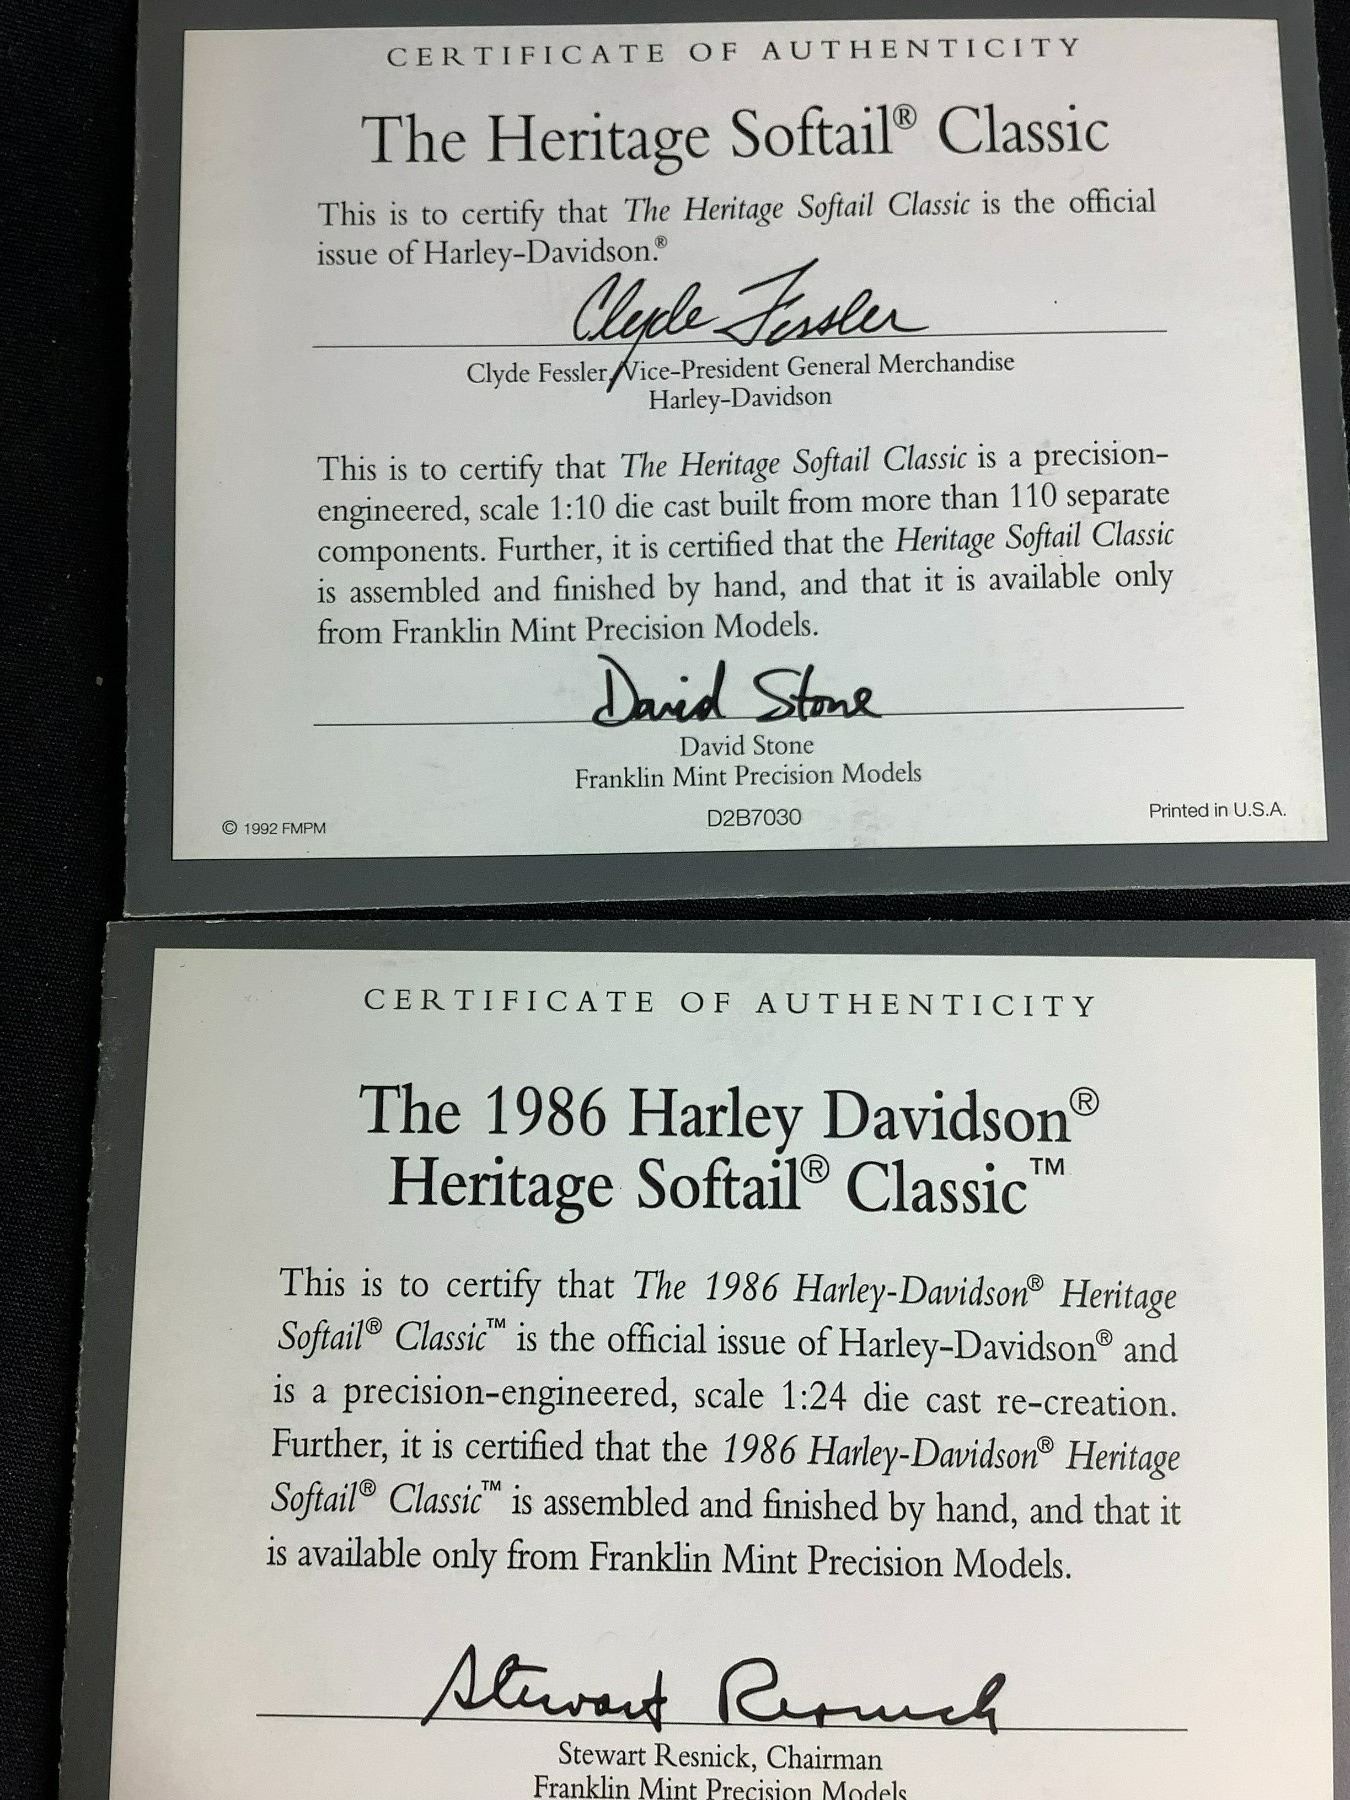 CERTIFICATE OF AUTHENTICITY
The Heritage Softail® Classic
This is to certify that The Heritage Softail Classic is the official
issue of Harley-Davidson.®
Clyde Fessler
Clyde Fessler, Vice-President General Merchandise
Harley-Davidson
This is to certify that The Heritage Softail Classic is a precision-
engineered, scale 1:10 die cast built from more than 110 separate
components. Further, it is certified that the Heritage Softail Classic
is assembled and finished by hand, and that it is available only
from Franklin Mint Precision Models.
David Stone
David Stone
Franklin Mint Precision Models
© 1992 FMPM D2B7030 Printed in U.S.A.
CERTIFICATE OF AUTHENTICITY
The 1986 Harley Davidson®
Heritage Softail® Classic™
This is to certify that The 1986 Harley-Davidson® Heritage
Softail® Classic™ is the official issue of Harley-Davidson® and
is a precision-engineered, scale 1:24 die cast re-creation.
Further, it is certified that the 1986 Harley-Davidson® Heritage
Softail® Classic™ is assembled and finished by hand, and that it
is available only from Franklin Mint Precision Models.
Stewart Resnick
Stewart Resnick, Chairman
Franklin Mint Precision Models